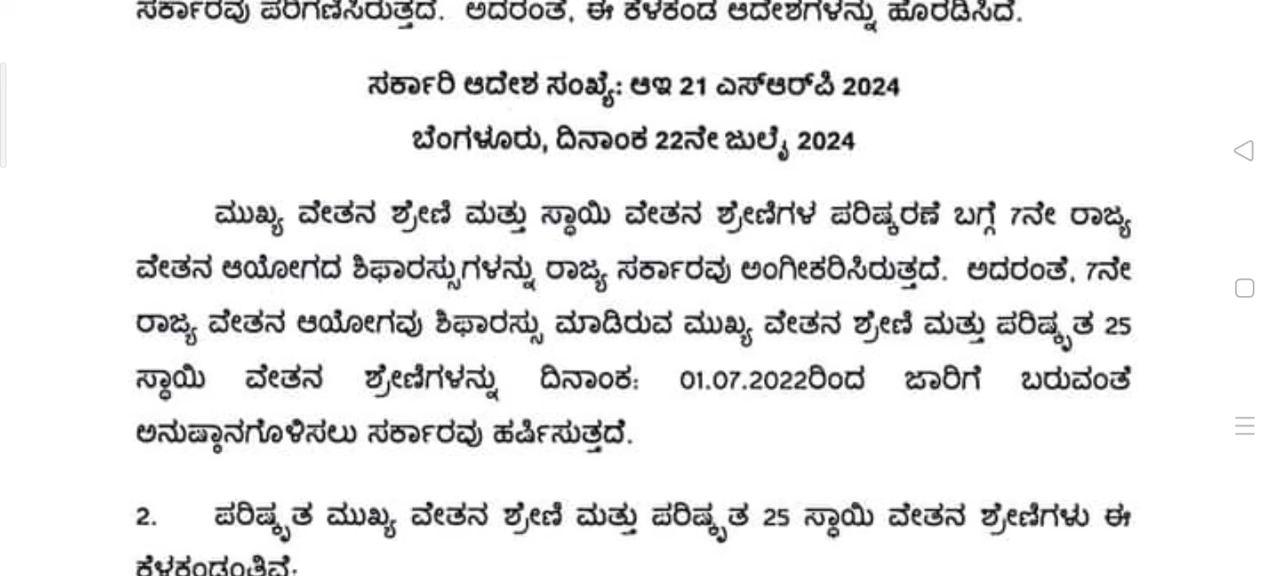 ಸರ್ಕಾರವು ಪರಿಗಣಿಸಿರುತ್ತದೆ. ಅದರಂತೆ, ಈ ಕೆಳಕಂಡ ಆದೇಶಗಳನ್ನು ಹೊರಡಿಸಿದೆ.
ಸರ್ಕಾರಿ ಆದೇಶ ಸಂಖ್ಯೆ: ಆಇ 21 ಎಸ್ಆರ್‌ಪಿ 2024
ಬೆಂಗಳೂರು, ದಿನಾಂಕ 22ನೇ ಜುಲೈ 2024
ಮುಖ್ಯ ವೇತನ ಶ್ರೇಣಿ ಮತ್ತು ಸ್ಥಾಯಿ ವೇತನ ಶ್ರೇಣಿಗಳ ಪರಿಷ್ಕರಣೆ ಬಗ್ಗೆ 7ನೇ ರಾಜ್ಯ
ವೇತನ ಆಯೋಗದ ಶಿಫಾರಸ್ಸುಗಳನ್ನು ರಾಜ್ಯ ಸರ್ಕಾರವು ಅಂಗೀಕರಿಸಿರುತ್ತದೆ. ಅದರಂತೆ, 7ನೇ
ರಾಜ್ಯ ವೇತನ ಆಯೋಗವು ಶಿಫಾರಸ್ಸು ಮಾಡಿರುವ ಮುಖ್ಯ ವೇತನ ಶ್ರೇಣಿ ಮತ್ತು ಪರಿಷ್ಕೃತ 25
ಸ್ಥಾಯಿ ವೇತನ ಶ್ರೇಣಿಗಳನ್ನು ದಿನಾಂಕ: 01.07.2022ರಿಂದ ಜಾರಿಗೆ ಬರುವಂತೆ
ಅನುಷ್ಠಾನಗೊಳಿಸಲು ಸರ್ಕಾರವು ಹರ್ಷಿಸುತ್ತದೆ.
2. ಪರಿಷ್ಕೃತ ಮುಖ್ಯ ವೇತನ ಶ್ರೇಣಿ ಮತ್ತು ಪರಿಷ್ಕೃತ 25 ಸ್ಥಾಯಿ ವೇತನ ಶ್ರೇಣಿಗಳು ಈ
ಕೆಳಕಂಡಂತಿವೆ: